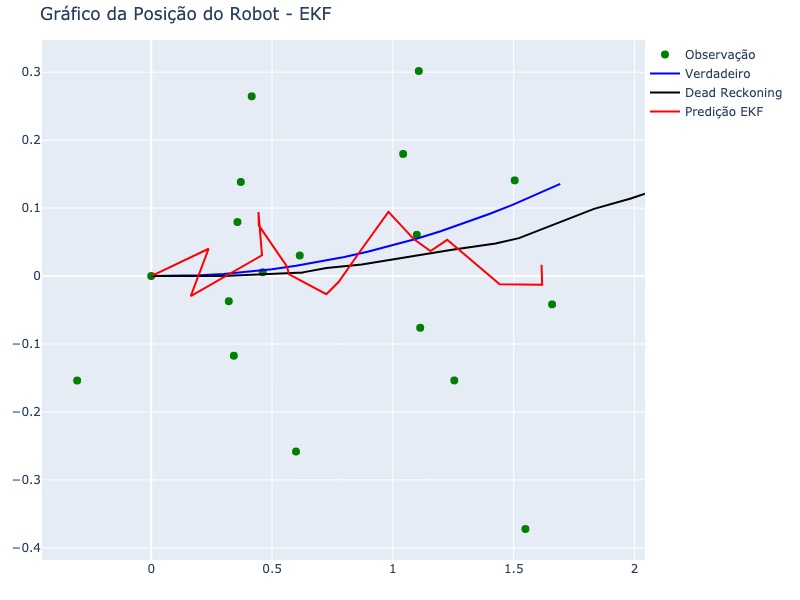 Gráfico da Posição do Robot - EKF
Observação
Verdadeiro
Dead Reckoning
Predição EKF
0.3
0.2
0.1
0
−0.1
−0.2
−0.3
−0.4
0 0.5 1 1.5 2